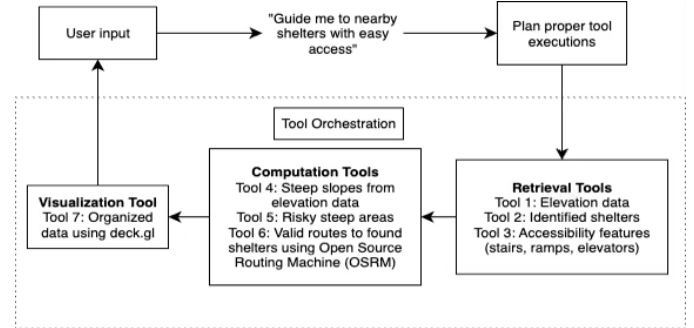 User input
"Guide me to nearby
shelters with easy
access"
Plan proper tool
executions
Tool Orchestration
Visualization Tool
Tool 7: Organized
data using deck.gl
Computation Tools
Tool 4: Steep slopes from
elevation data
Tool 5: Risky steep areas
Tool 6: Valid routes to found
shelters using Open Source
Routing Machine (OSRM)
Retrieval Tools
Tool 1: Elevation data
Tool 2: Identified shelters
Tool 3: Accessibility features
(stairs, ramps, elevators)